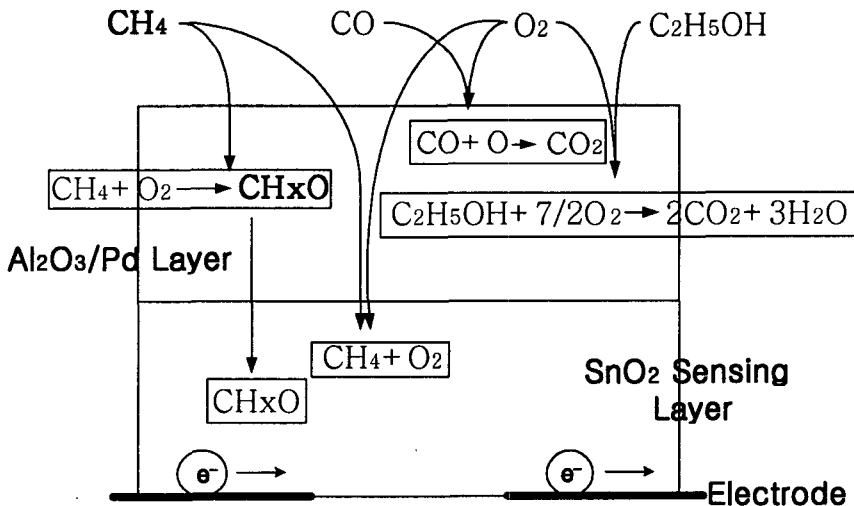 CH₄ CO O₂ C₂H₅OH
CO + O → CO₂
CH₄ + O₂ → CHxO
C₂H₅OH + 7/2O₂ → 2CO₂ + 3H₂O
Al₂O₃/Pd Layer
CH₄ + O₂
SnO₂ Sensing
Layer
CHxO
e⁻ → e⁻ →
Electrode